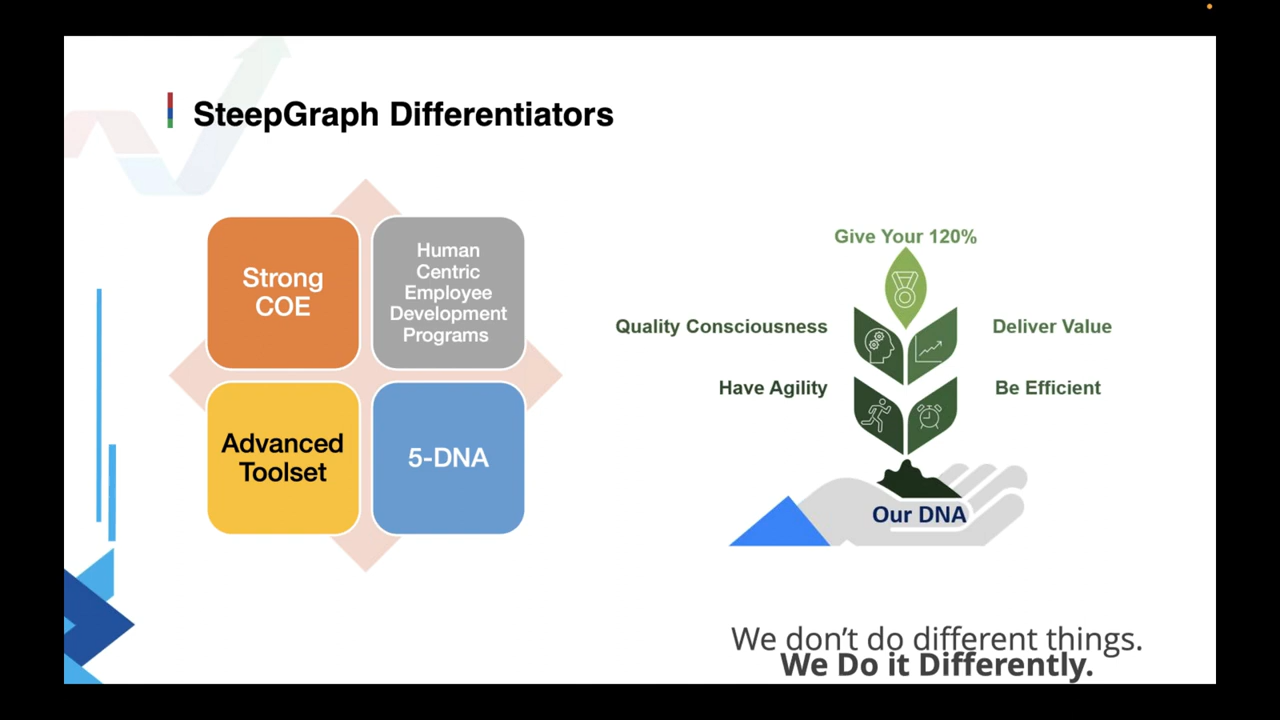 SteepGraph Differentiators
Strong
COE
Human
Centric
Employee
Development
Programs
Advanced
Toolset
5-DNA
Give Your 120%
Quality Consciousness
Deliver Value
Have Agility
Be Efficient
Our DNA
We don't do different things.
We Do it Differently.